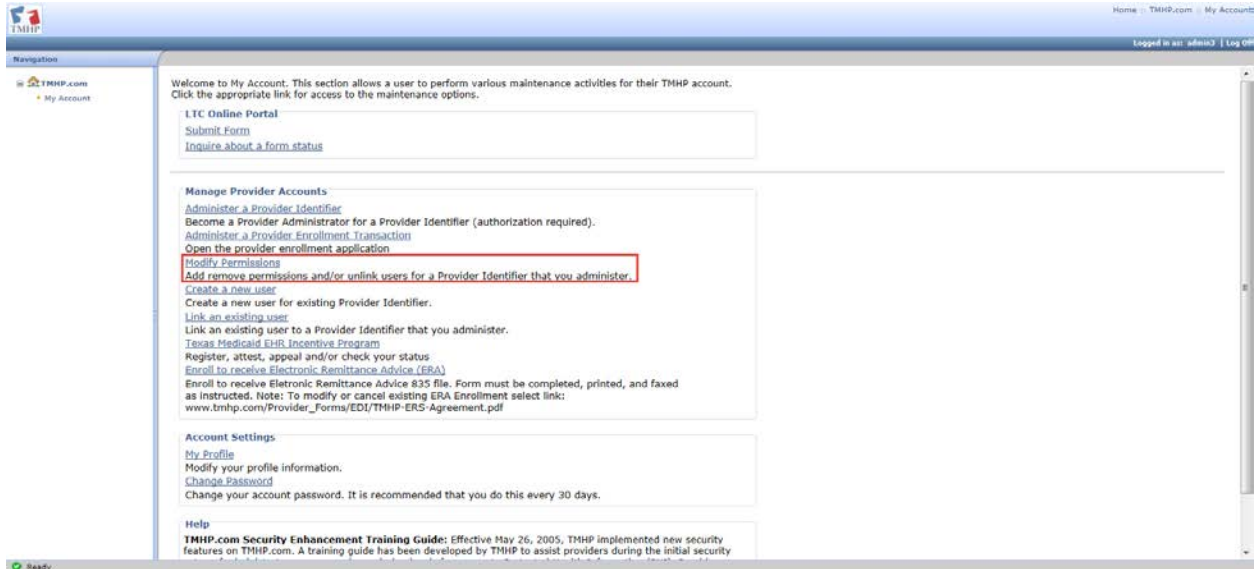 TMHP
Home :: TMHP.com :: My Account
Logged in as: admin3 | Log Off
Navigation
TMHP.com
My Account
Welcome to My Account. This section allows a user to perform various maintenance activities for their TMHP account.
Click the appropriate link for access to the maintenance options.
LTC Online Portal
Submit Form
Inquire about a form status
Manage Provider Accounts
Administer a Provider Identifier
Become a Provider Administrator for a Provider Identifier (authorization required).
Administer a Provider Enrollment Transaction
Open the provider enrollment application
Modify Permissions
Add remove permissions and/or unlink users for a Provider Identifier that you administer.
Create a new user
Create a new user for existing Provider Identifier.
Link an existing user
Link an existing user to a Provider Identifier that you administer.
Texas Medicaid EHR Incentive Program
Register, attest, appeal and/or check your status
Enroll to receive Electronic Remittance Advice (ERA)
Enroll to receive Eletronic Remittance Advice 835 file. Form must be completed, printed, and faxed
as instructed. Note: To modify or cancel existing ERA Enrollment select link:
www.tmhp.com/Provider_Forms/EDI/TMHP-ERS-Agreement.pdf
Account Settings
My Profile
Modify your profile information.
Change Password
Change your account password. It is recommended that you do this every 30 days.
Help
TMHP.com Security Enhancement Training Guide: Effective May 26, 2005, TMHP implemented new security
features on TMHP.com. A training guide has been developed by TMHP to assist providers during the initial security
Ready